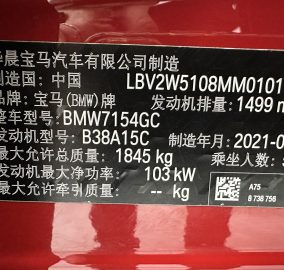 华晨宝马汽车有限公司制造
制造国：中国 LBV2W5108MM0101
品牌：宝马(BMW)牌 发动机排量：1499 m
整车型号：BMW7154GC
发动机型号：B38A15C 制造年月：2021-0
最大允许总质量：1845 kg 乘坐人数：
发动机最大净功率：103 kW
最大允许牵引质量：-- kg
A75
8 738 756